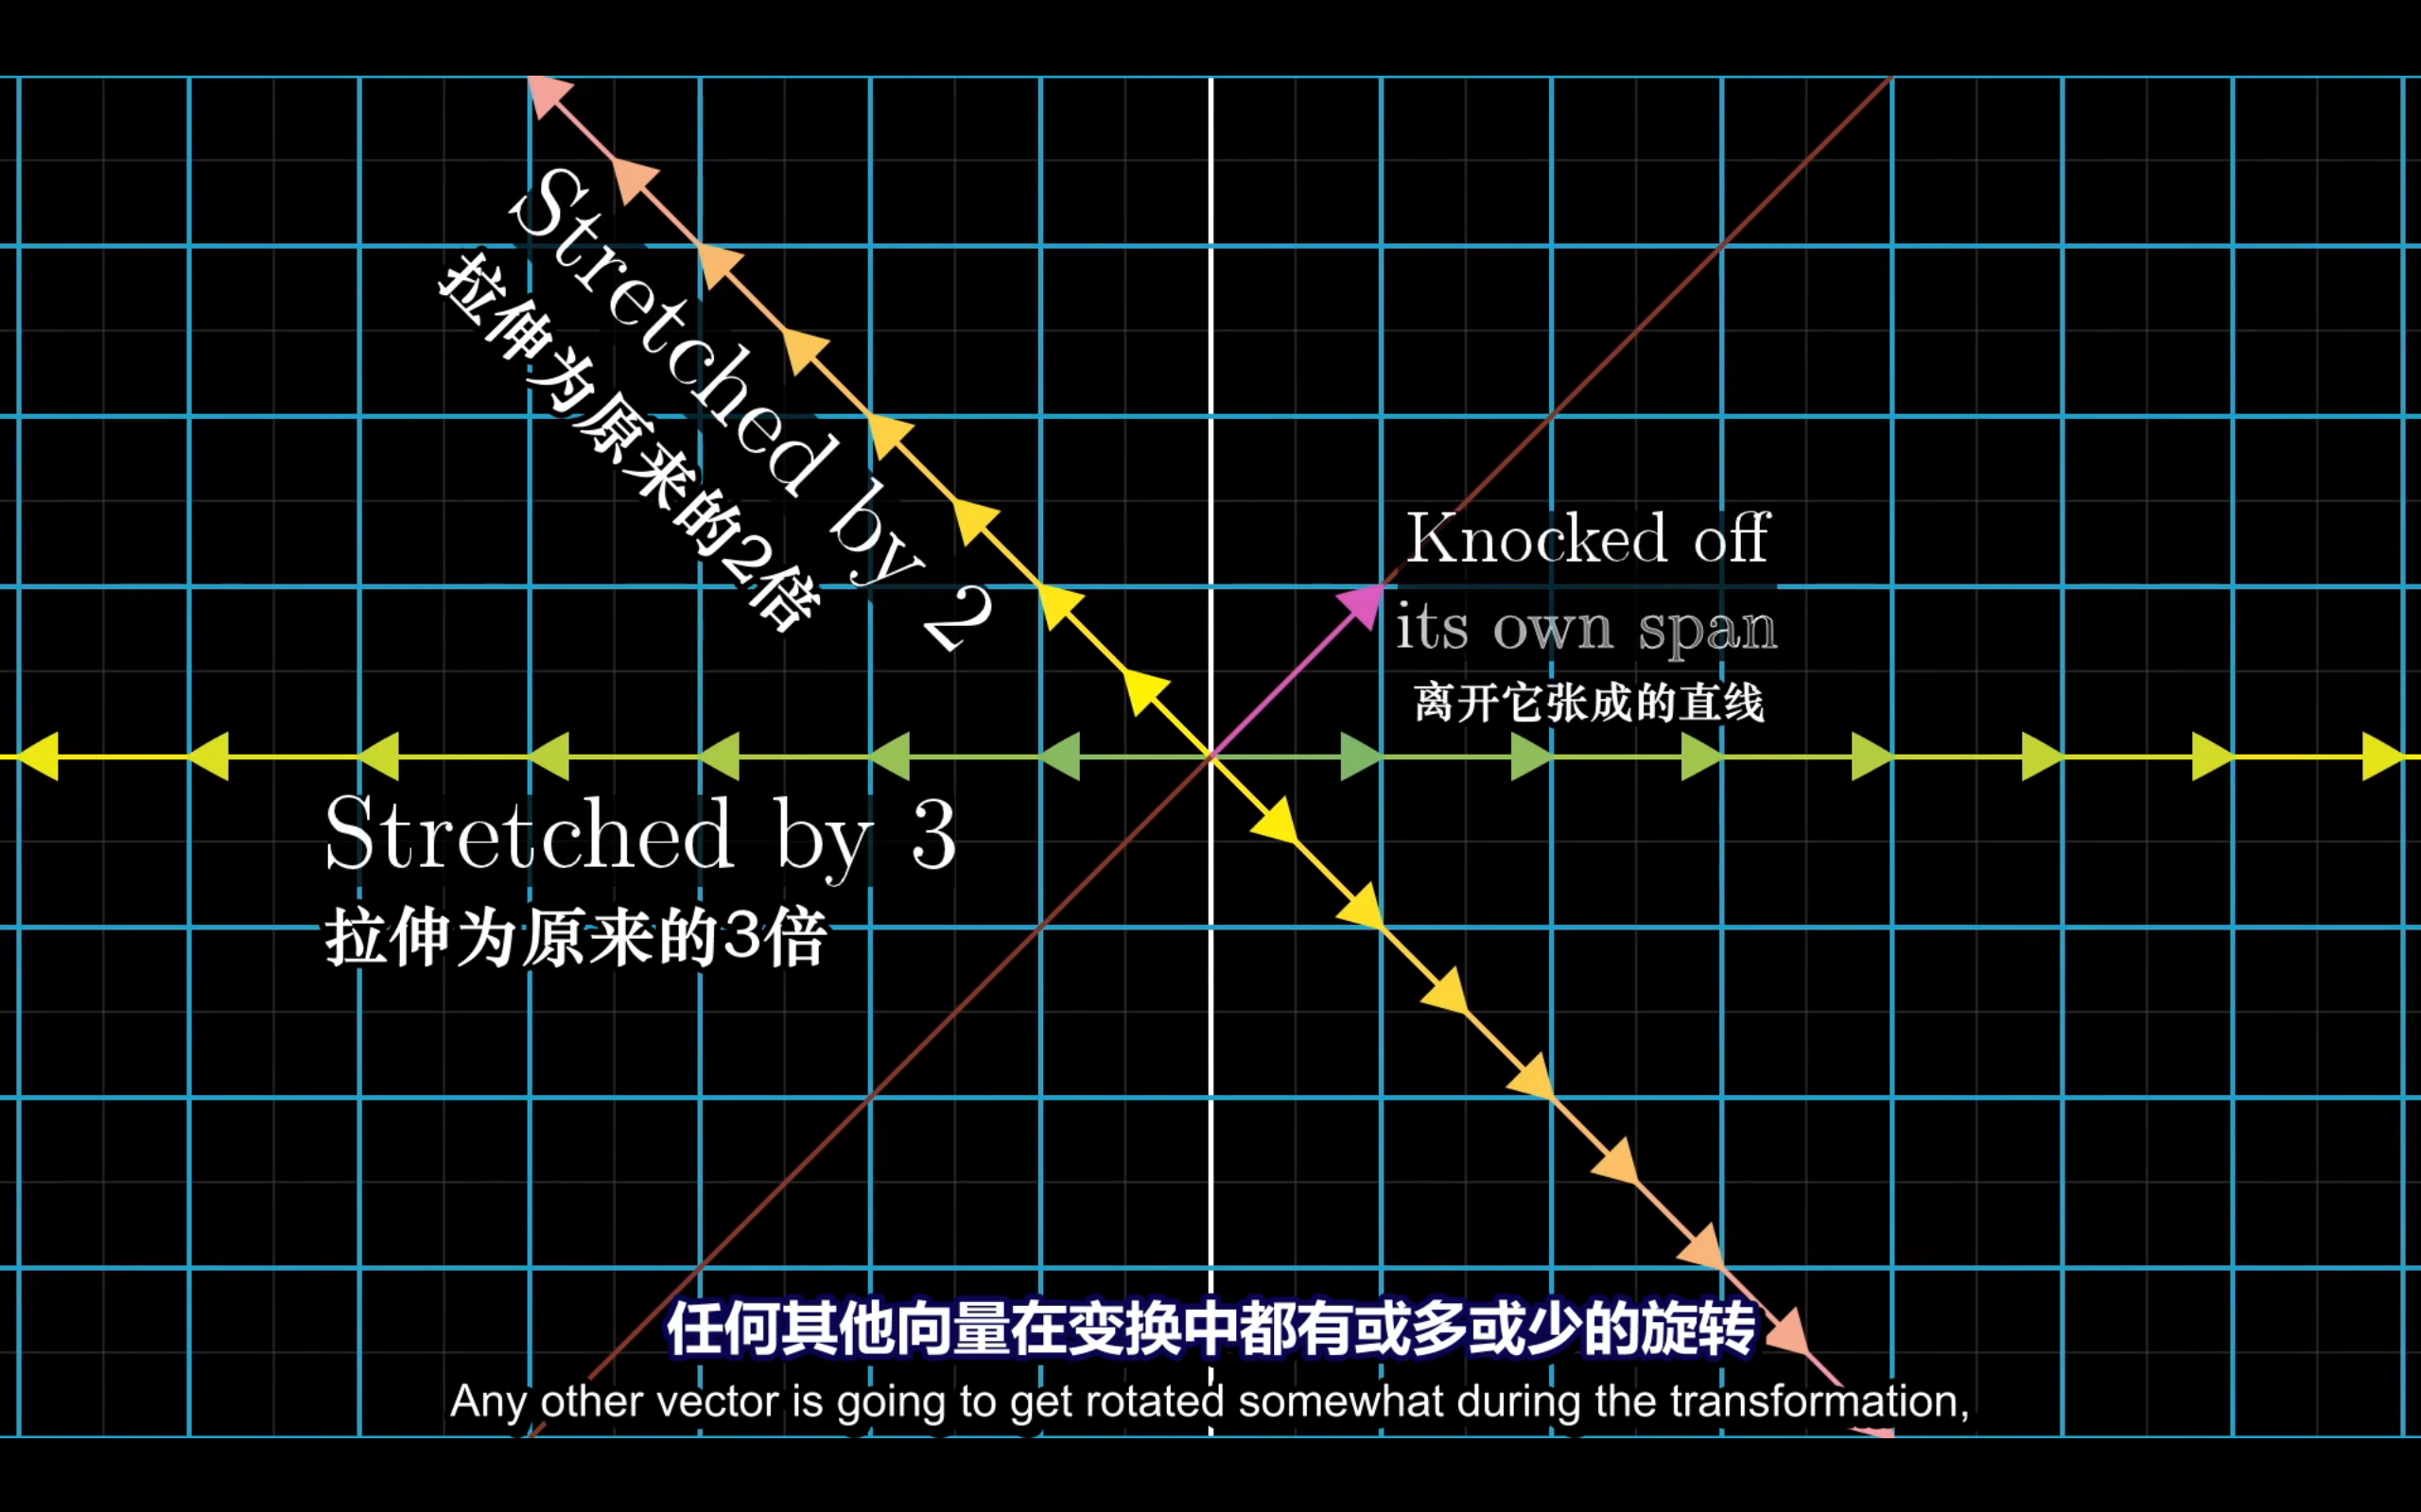 Stretched by 2
拉伸为原来的2倍
Knocked off
its own span
离开它张成的直线
Stretched by 3
拉伸为原来的3倍
任何其他向量在变换中都有或多或少的旋转
Any other vector is going to get rotated somewhat during the transformation,